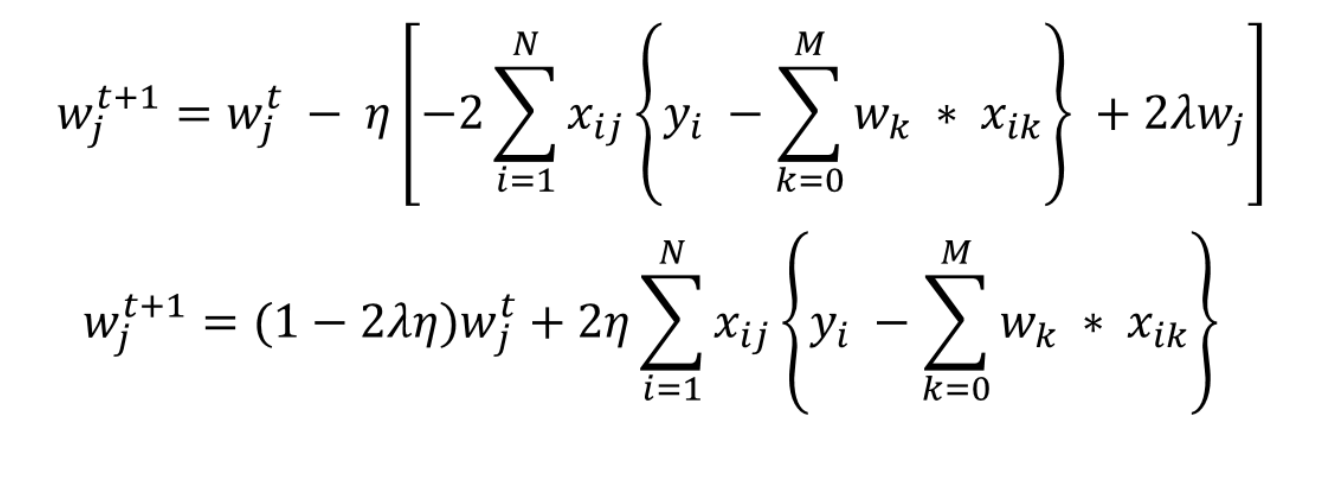 w_j^{t+1} = w_j^t − η [ −2 ∑_{i=1}^{N} x_{ij} { y_i − ∑_{k=0}^{M} w_k * x_{ik} } + 2λw_j ]
w_j^{t+1} = (1 − 2λη)w_j^t + 2η ∑_{i=1}^{N} x_{ij} { y_i − ∑_{k=0}^{M} w_k * x_{ik} }